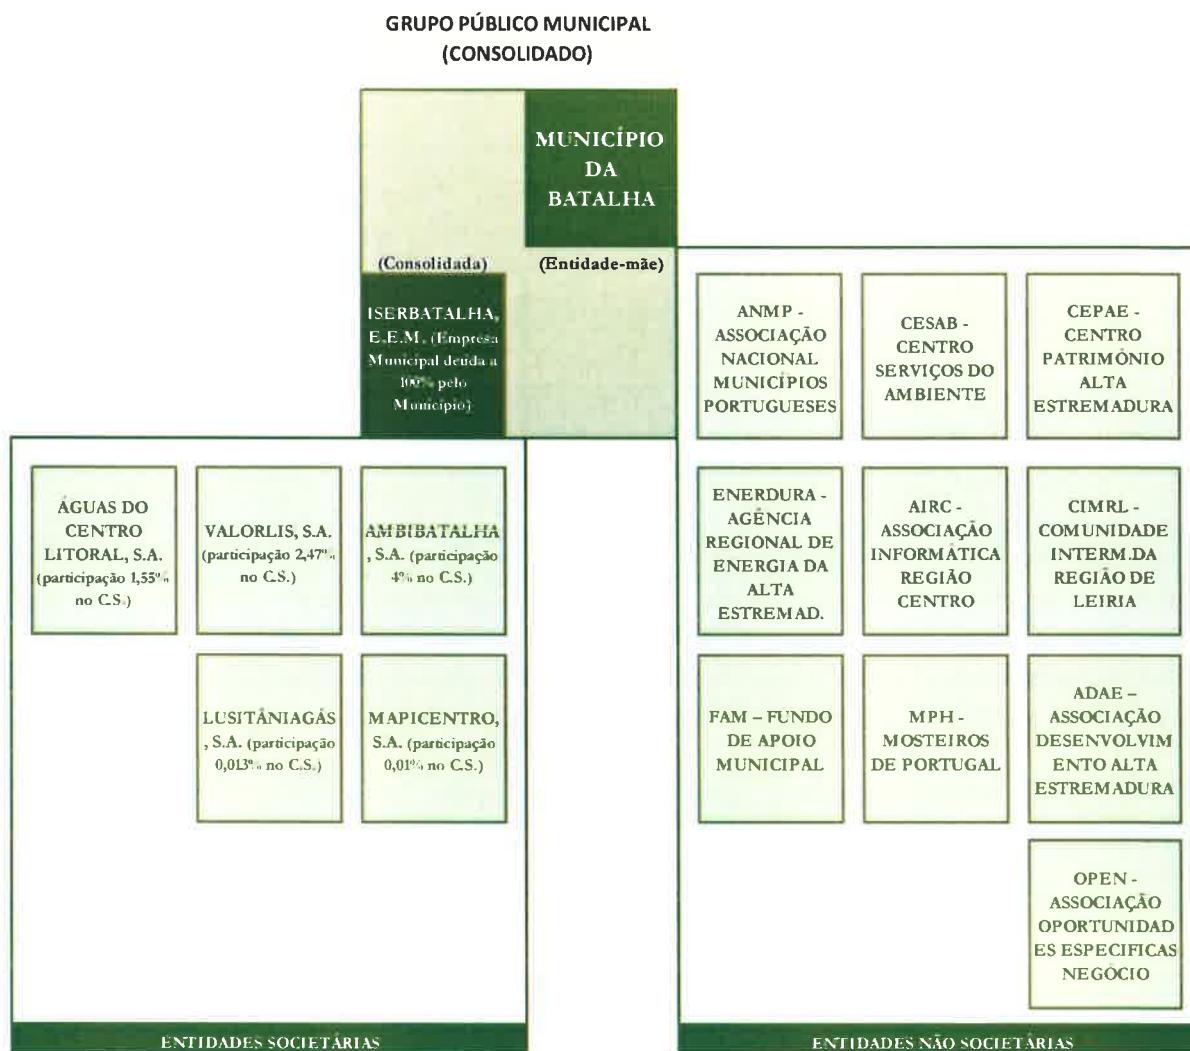 GRUPO PÚBLICO MUNICIPAL
(CONSOLIDADO)
MUNICÍPIO
DA
BATALHA
(Consolidada)
(Entidade-mãe)
ISERBATALHA,
E.E.M. (Empresa
Municipal detida a
100% pelo
Município)
ÁGUAS DO
CENTRO
LITORAL, S.A.
(participação 1,55%
no C.S.)
VALORLIS, S.A.
(participação 2,47%
no C.S.)
AMBIBATALHA
, S.A. (participação
4% no C.S.)
LUSITÂNIAGÁS
, S.A. (participação
0,013% no C.S.)
MAPICENTRO,
S.A. (participação
0,01% no C.S.)
ENTIDADES SOCIETÁRIAS
ANMP -
ASSOCIAÇÃO
NACIONAL
MUNICÍPIOS
PORTUGUESES
CESAB -
CENTRO
SERVIÇOS DO
AMBIENTE
CEPAE -
CENTRO
PATRIMÓNIO
ALTA
ESTREMADURA
ENERDURA -
AGÊNCIA
REGIONAL DE
ENERGIA DA
ALTA
ESTREMAD.
AIRC -
ASSOCIAÇÃO
INFORMÁTICA
REGIÃO
CENTRO
CIMRL -
COMUNIDADE
INTERM.DA
REGIÃO DE
LEIRIA
FAM – FUNDO
DE APOIO
MUNICIPAL
MPH -
MOSTEIROS
DE PORTUGAL
ADAE –
ASSOCIAÇÃO
DESENVOLVIM
ENTO ALTA
ESTREMADURA
OPEN -
ASSOCIAÇÃO
OPORTUNIDAD
ES ESPECIFICAS
NEGÓCIO
ENTIDADES NÃO SOCIETÁRIAS